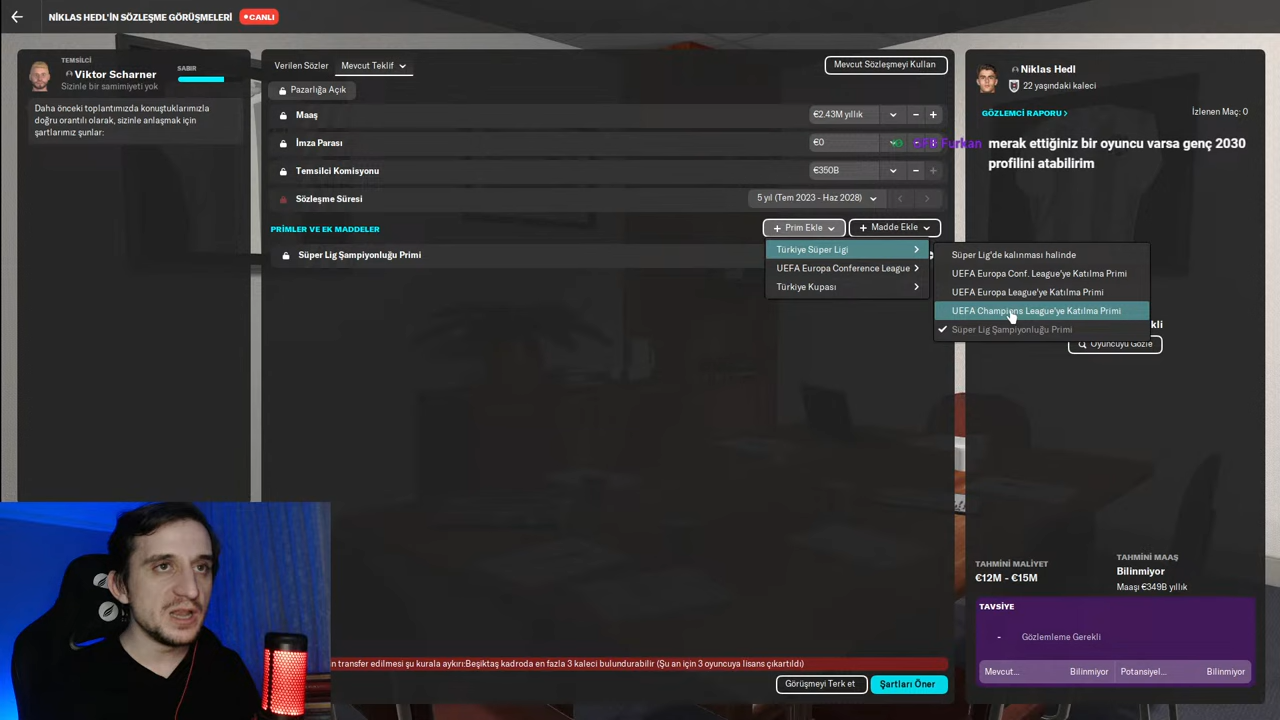 NİKLAS HEDL'İN SÖZLEŞME GÖRÜŞMELERİ
CANLI
TEMSİLCİ
Viktor Scharner
Sizinle bir samimiyeti yok
SABIR
Daha önceki toplantımızda konuştuklarımızla
doğru orantılı olarak, sizinle anlaşmak için
şartlarımız şunlar:
Verilen Sözler
Mevcut Teklif
Mevcut Sözleşmeyi Kullan
Pazarlığa Açık
Maaş
€2.43M yıllık
İmza Parası
€0
Temsilci Komisyonu
€350B
Sözleşme Süresi
5 yıl (Tem 2023 - Haz 2028)
PRİMLER VE EK MADDELER
Prim Ekle
Madde Ekle
Süper Lig Şampiyonluğu Primi
Türkiye Süper Ligi
UEFA Europa Conference League
Türkiye Kupası
Süper Lig'de kalınması halinde
UEFA Europa Conf. League'ye Katılma Primi
UEFA Europa League'ye Katılma Primi
UEFA Champions League'ye Katılma Primi
Süper Lig Şampiyonluğu Primi
Niklas Hedl
22 yaşındaki kaleci
GÖZLEMCİ RAPORU
İzlenen Maç: 0
Furkan merak ettiğiniz bir oyuncu varsa genç 2030
profilini atabilirim
Oyuncuyu Gözle
TAHMİNİ MALİYET
€12M - €15M
TAHMİNİ MAAŞ
Bilinmiyor
Maaşı €349B yıllık
TAVSİYE
- Gözlemleme Gerekli
Mevcut... Bilinmiyor
Potansiyel... Bilinmiyor
transfer edilmesi şu kurala aykırı:Beşiktaş kadroda en fazla 3 kaleci bulundurabilir (Şu an için 3 oyuncuya lisans çıkartıldı)
Görüşmeyi Terk et
Şartları Öner